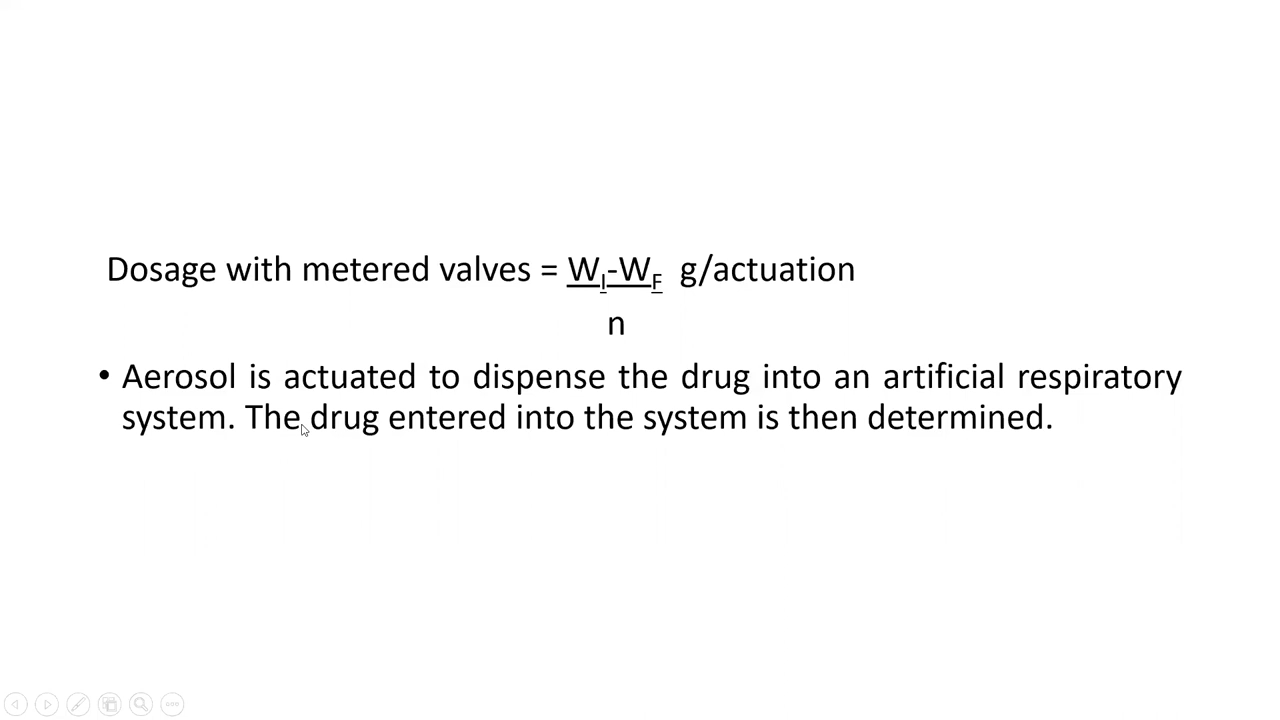 Dosage with metered valves = WI-WF g/actuation
n
• Aerosol is actuated to dispense the drug into an artificial respiratory
system. The drug entered into the system is then determined.